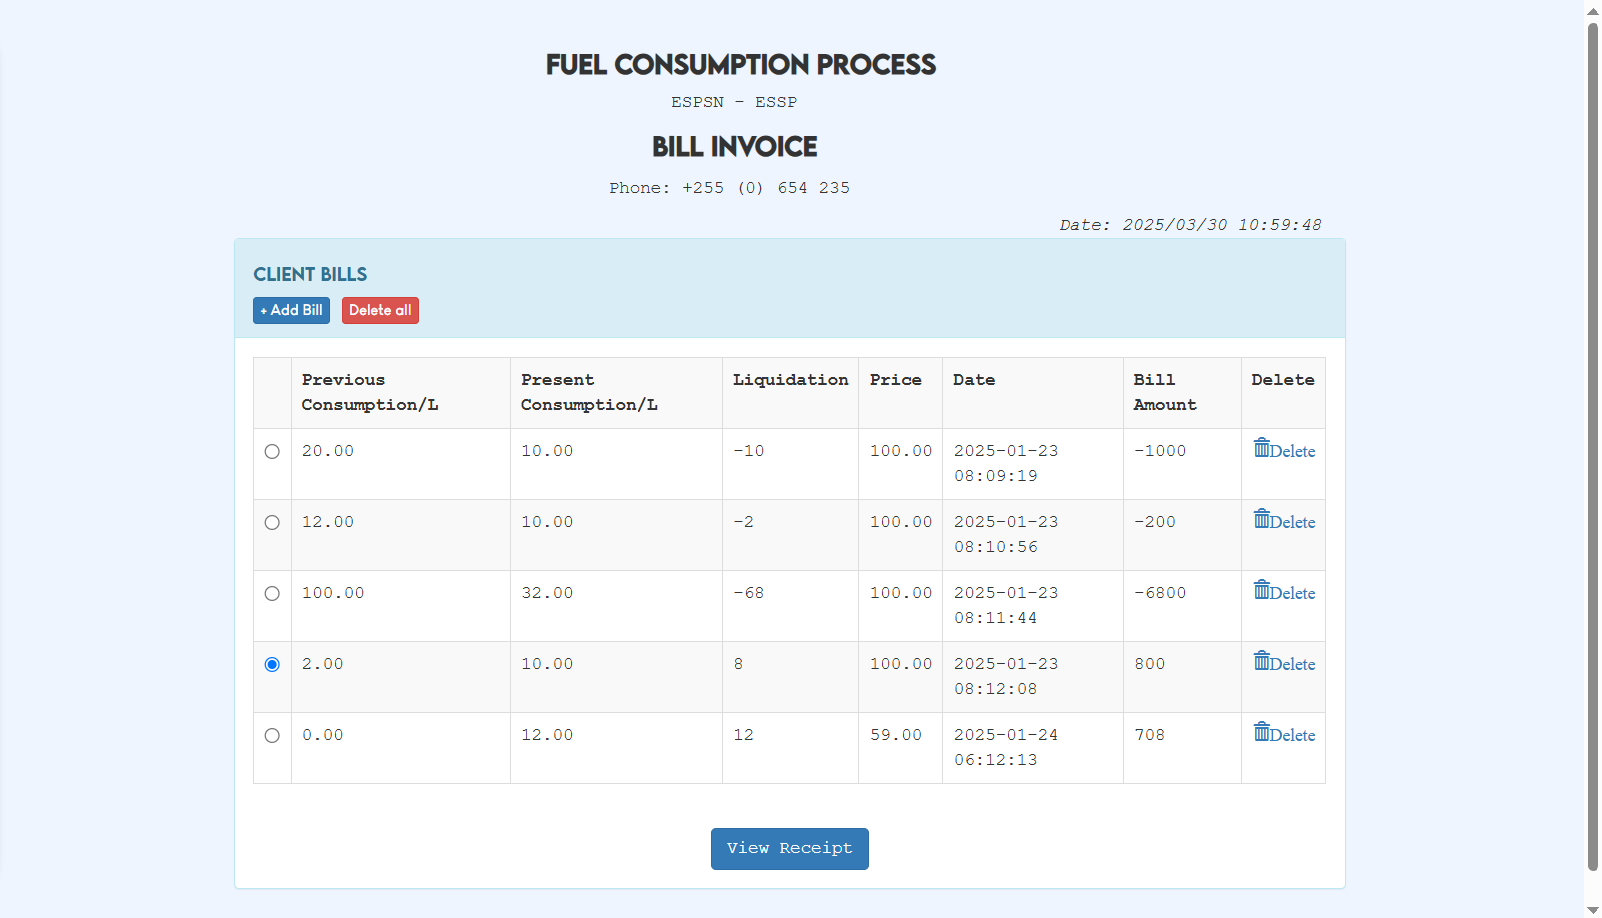 FUEL CONSUMPTION PROCESS
ESPSN - ESSP
BILL INVOICE
Phone: +255 (0) 654 235
Date: 2025/03/30 10:59:48
CLIENT BILLS
+ Add Bill Delete all
Previous Consumption/L Present Consumption/L Liquidation Price Date Bill Amount Delete
20.00 10.00 -10 100.00 2025-01-23 08:09:19 -1000 Delete
12.00 10.00 -2 100.00 2025-01-23 08:10:56 -200 Delete
100.00 32.00 -68 100.00 2025-01-23 08:11:44 -6800 Delete
2.00 10.00 8 100.00 2025-01-23 08:12:08 800 Delete
0.00 12.00 12 59.00 2025-01-24 06:12:13 708 Delete
View Receipt